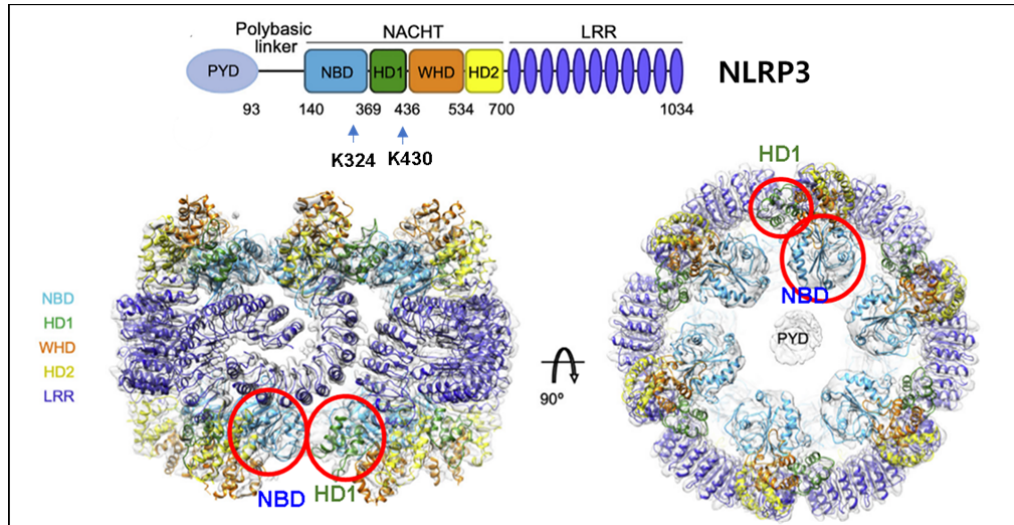 Polybasic
linker
NACHT
LRR
PYD
NBD
HD1
WHD
HD2
NLRP3
93
140
369
436
534
700
1034
K324
K430
HD1
NBD
HD1
WHD
HD2
LRR
NBD
PYD
90º
NBD
HD1